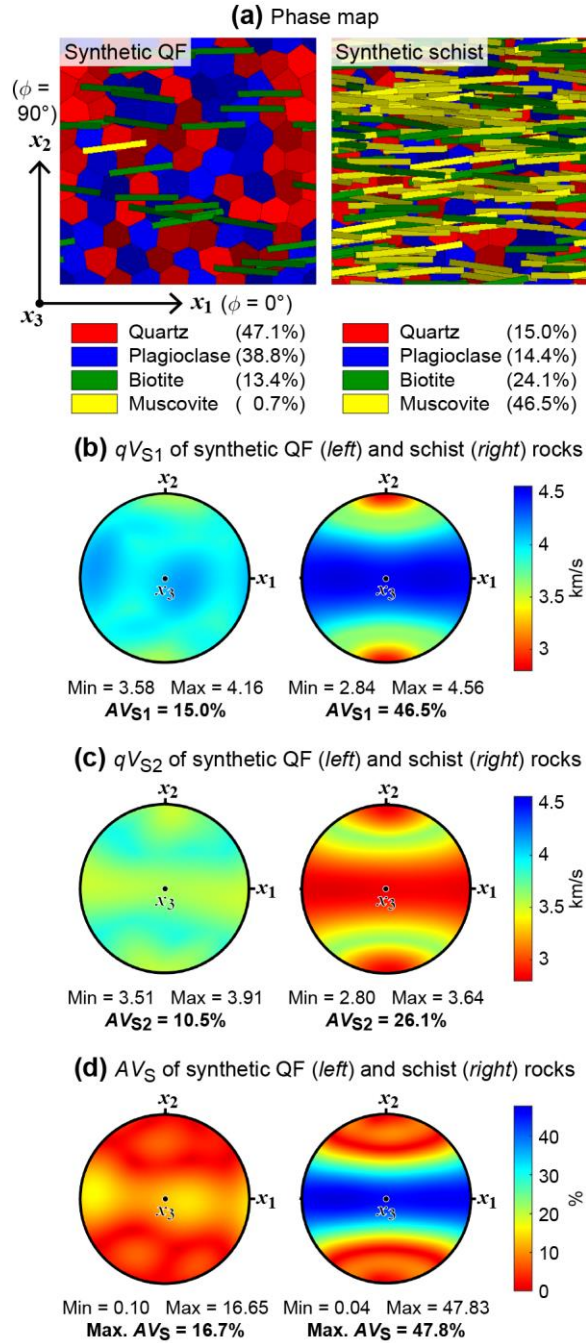 (a) Phase map
Synthetic QF
Synthetic schist
(ϕ =
90°)
x2
x3
x1 (ϕ = 0°)
Quartz (47.1%)
Plagioclase (38.8%)
Biotite (13.4%)
Muscovite ( 0.7%)
Quartz (15.0%)
Plagioclase (14.4%)
Biotite (24.1%)
Muscovite (46.5%)
(b) qVS1 of synthetic QF (left) and schist (right) rocks
x2
x1
x3
Min = 3.58 Max = 4.16
AVS1 = 15.0%
x2
x1
x3
Min = 2.84 Max = 4.56
AVS1 = 46.5%
4.5
4
3.5
3
km/s
(c) qVS2 of synthetic QF (left) and schist (right) rocks
x2
x1
x3
Min = 3.51 Max = 3.91
AVS2 = 10.5%
x2
x1
x3
Min = 2.80 Max = 3.64
AVS2 = 26.1%
4.5
4
3.5
3
km/s
(d) AVS of synthetic QF (left) and schist (right) rocks
x2
x1
x3
Min = 0.10 Max = 16.65
Max. AVS = 16.7%
x2
x1
x3
Min = 0.04 Max = 47.83
Max. AVS = 47.8%
40
30
20
10
0
%